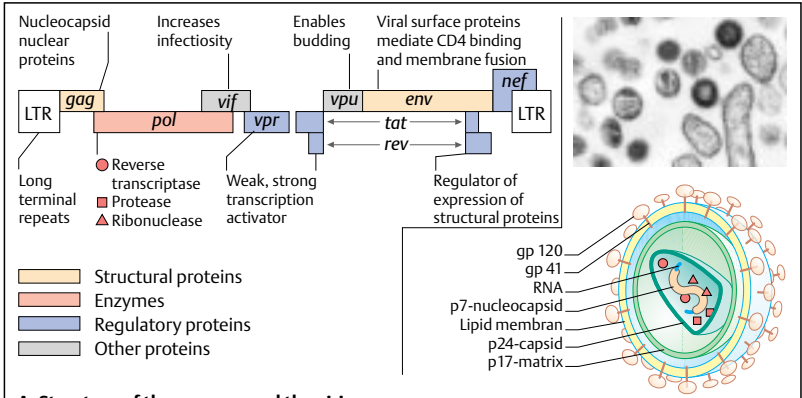 Nucleocapsid
nuclear
proteins
Increases
infectiosity
Enables
budding
Viral surface proteins
mediate CD4 binding
and membrane fusion
nef
gag
vif
vpu
env
LTR
pol
vpr
tat
LTR
rev
Reverse
transcriptase
Protease
Ribonuclease
Long
terminal
repeats
Weak, strong
transcription
activator
Regulator of
expression of
structural proteins
Structural proteins
Enzymes
Regulatory proteins
Other proteins
gp 120
gp 41
RNA
p7-nucleocapsid
Lipid membran
p24-capsid
p17-matrix